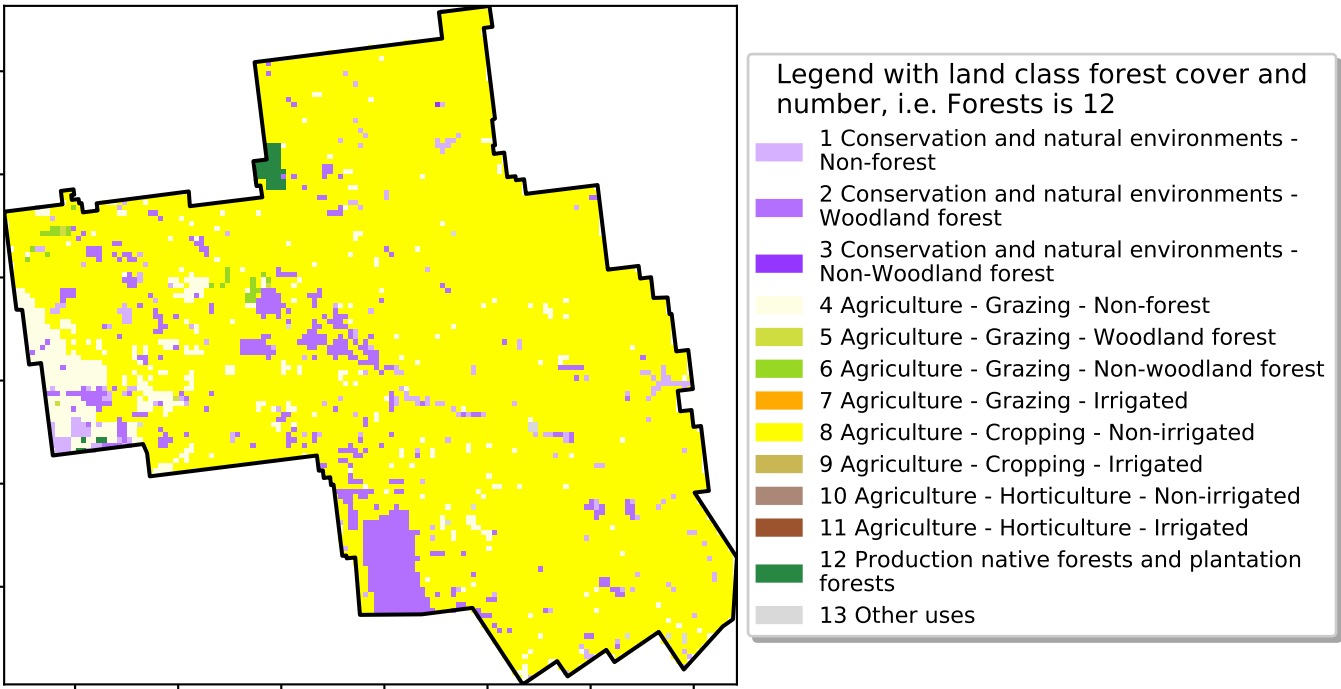 Legend with land class forest cover and
number, i.e. Forests is 12
1 Conservation and natural environments -
Non-forest
2 Conservation and natural environments -
Woodland forest
3 Conservation and natural environments -
Non-Woodland forest
4 Agriculture - Grazing - Non-forest
5 Agriculture - Grazing - Woodland forest
6 Agriculture - Grazing - Non-woodland forest
7 Agriculture - Grazing - Irrigated
8 Agriculture - Cropping - Non-irrigated
9 Agriculture - Cropping - Irrigated
10 Agriculture - Horticulture - Non-irrigated
11 Agriculture - Horticulture - Irrigated
12 Production native forests and plantation
forests
13 Other uses